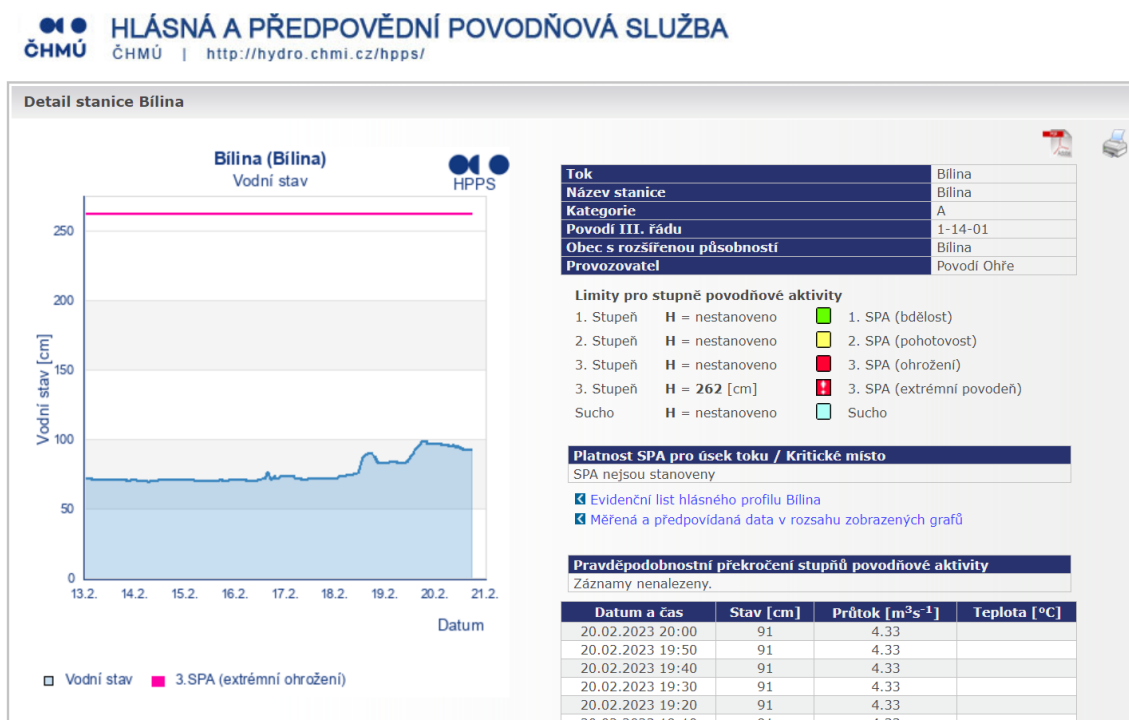 HLÁSNÁ A PŘEDPOVĚDNÍ POVODŇOVÁ SLUŽBA
ČHMÚ
ČHMÚ | http://hydro.chmi.cz/hpps/
Detail stanice Bílina
Bílina (Bílina)
Vodní stav
HPPS
250
200
150
100
50
0
Vodní stav [cm]
13.2. 14.2. 15.2. 16.2. 17.2. 18.2. 19.2. 20.2. 21.2.
Datum
Vodní stav 3.SPA (extrémní ohrožení)
Tok Bílina
Název stanice Bílina
Kategorie A
Povodí III. řádu 1-14-01
Obec s rozšířenou působností Bílina
Provozovatel Povodí Ohře
Limity pro stupně povodňové aktivity
1. Stupeň H = nestanoveno 1. SPA (bdělost)
2. Stupeň H = nestanoveno 2. SPA (pohotovost)
3. Stupeň H = nestanoveno 3. SPA (ohrožení)
3. Stupeň H = 262 [cm] 3. SPA (extrémní povodeň)
Sucho H = nestanoveno Sucho
Platnost SPA pro úsek toku / Kritické místo
SPA nejsou stanoveny
Evidenční list hlásného profilu Bílina
Měřená a předpovídaná data v rozsahu zobrazených grafů
Pravděpodobnostní překročení stupňů povodňové aktivity
Záznamy nenalezeny.
Datum a čas Stav [cm] Průtok [m³s⁻¹] Teplota [°C]
20.02.2023 20:00 91 4.33
20.02.2023 19:50 91 4.33
20.02.2023 19:40 91 4.33
20.02.2023 19:30 91 4.33
20.02.2023 19:20 91 4.33